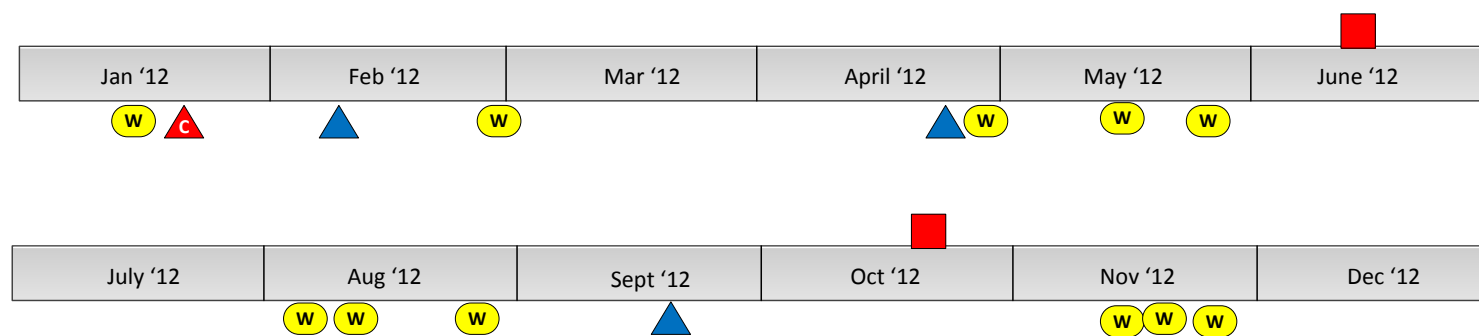 Jan ‘12 Feb ‘12 Mar ‘12 April ‘12 May ‘12 June ‘12
W C W W W W
July ‘12 Aug ‘12 Sept ‘12 Oct ‘12 Nov ‘12 Dec ‘12
W W W W W W